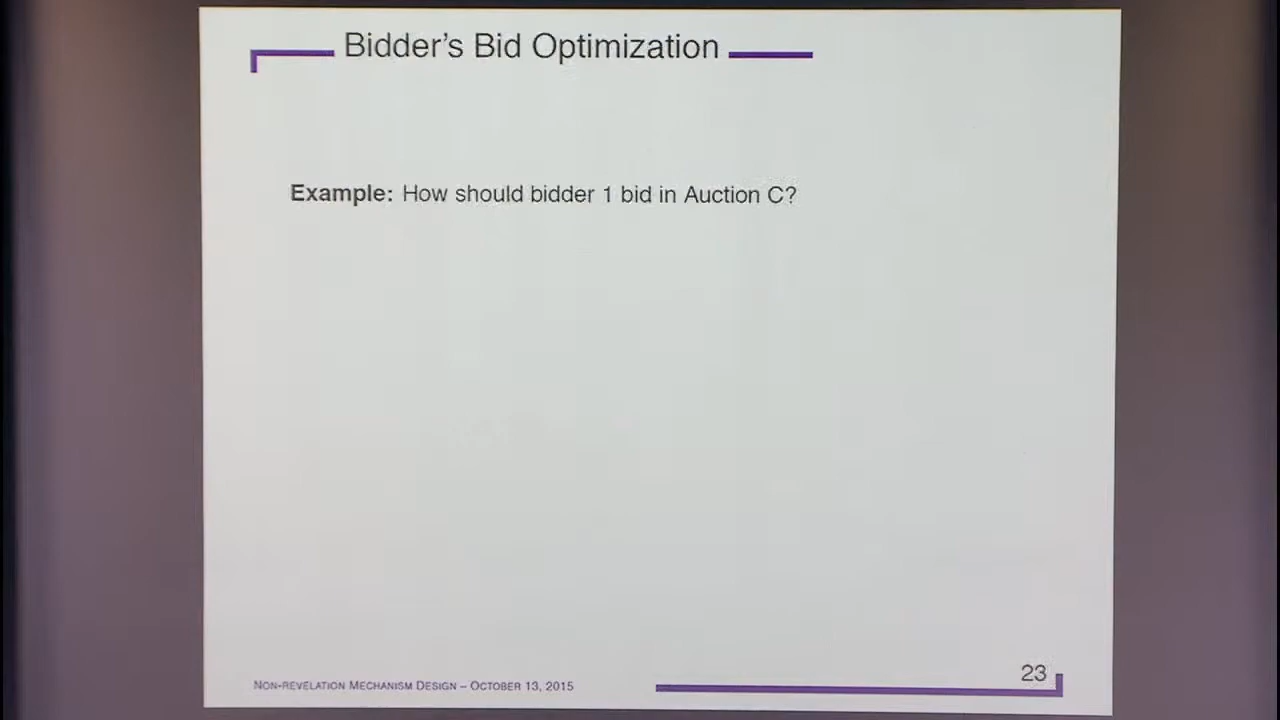 Bidder's Bid Optimization
Example: How should bidder 1 bid in Auction C?
23
NON-REVELATION MECHANISM DESIGN – OCTOBER 13, 2015